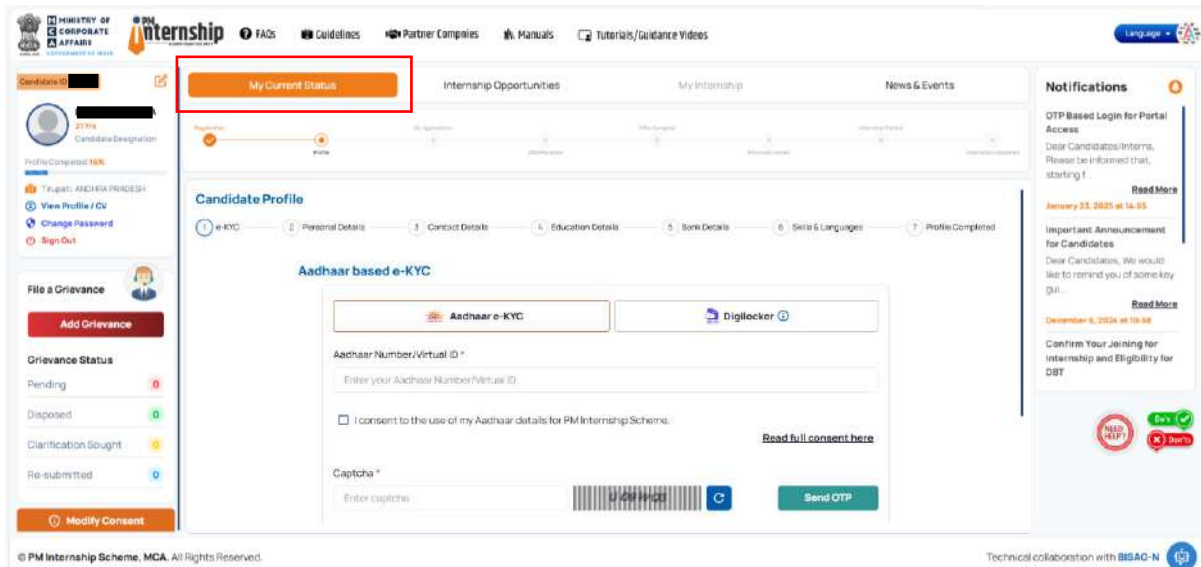 MINISTRY OF
CORPORATE
AFFAIRS
GOVERNMENT OF INDIA
PM
internship
FAQs
Guidelines
Partner Compaies
Manuals
Tutorials/Guidance Videos
Language
Candidate ID
21 Yrs
Candidate Designation
Profile Completed 16%
Tirupati, ANDHRA PRADESH
View Profile / CV
Change Password
Sign Out
File a Grievance
Add Grievance
Grievance Status
Pending 0
Disposed 0
Clarification Sought 0
Re-submitted 0
Modify Consent
My Current Status
Internship Opportunities
My Internship
News & Events
Registration
Profile
Candidate Profile
1 e-KYC
2 Personal Details
3 Contact Details
4 Education Details
5 Bank Details
6 Skills & Languages
7 Profile Completed
Aadhaar based e-KYC
Aadhaar e-KYC
Digilocker
Aadhaar Number/Virtual ID *
Enter your Aadhaar Number/Virtual ID
I consent to the use of my Aadhaar details for PM Internship Scheme.
Read full consent here
Captcha *
Enter captcha
Send OTP
Notifications
OTP Based Login for Portal
Access
Dear Candidates/Interns,
Please be informed that,
starting f...
Read More
January 23, 2025 at 14:55
Important Announcement
for Candidates
Dear Candidates, We would
like to remind you of some key
gui...
Read More
December 6, 2024 at 10:58
Confirm Your Joining for
Internship and Eligibility for
DBT
NEED
HELP?
Do's
Don'ts
© PM Internship Scheme, MCA. All Rights Reserved.
Technical collaboration with BISAG-N